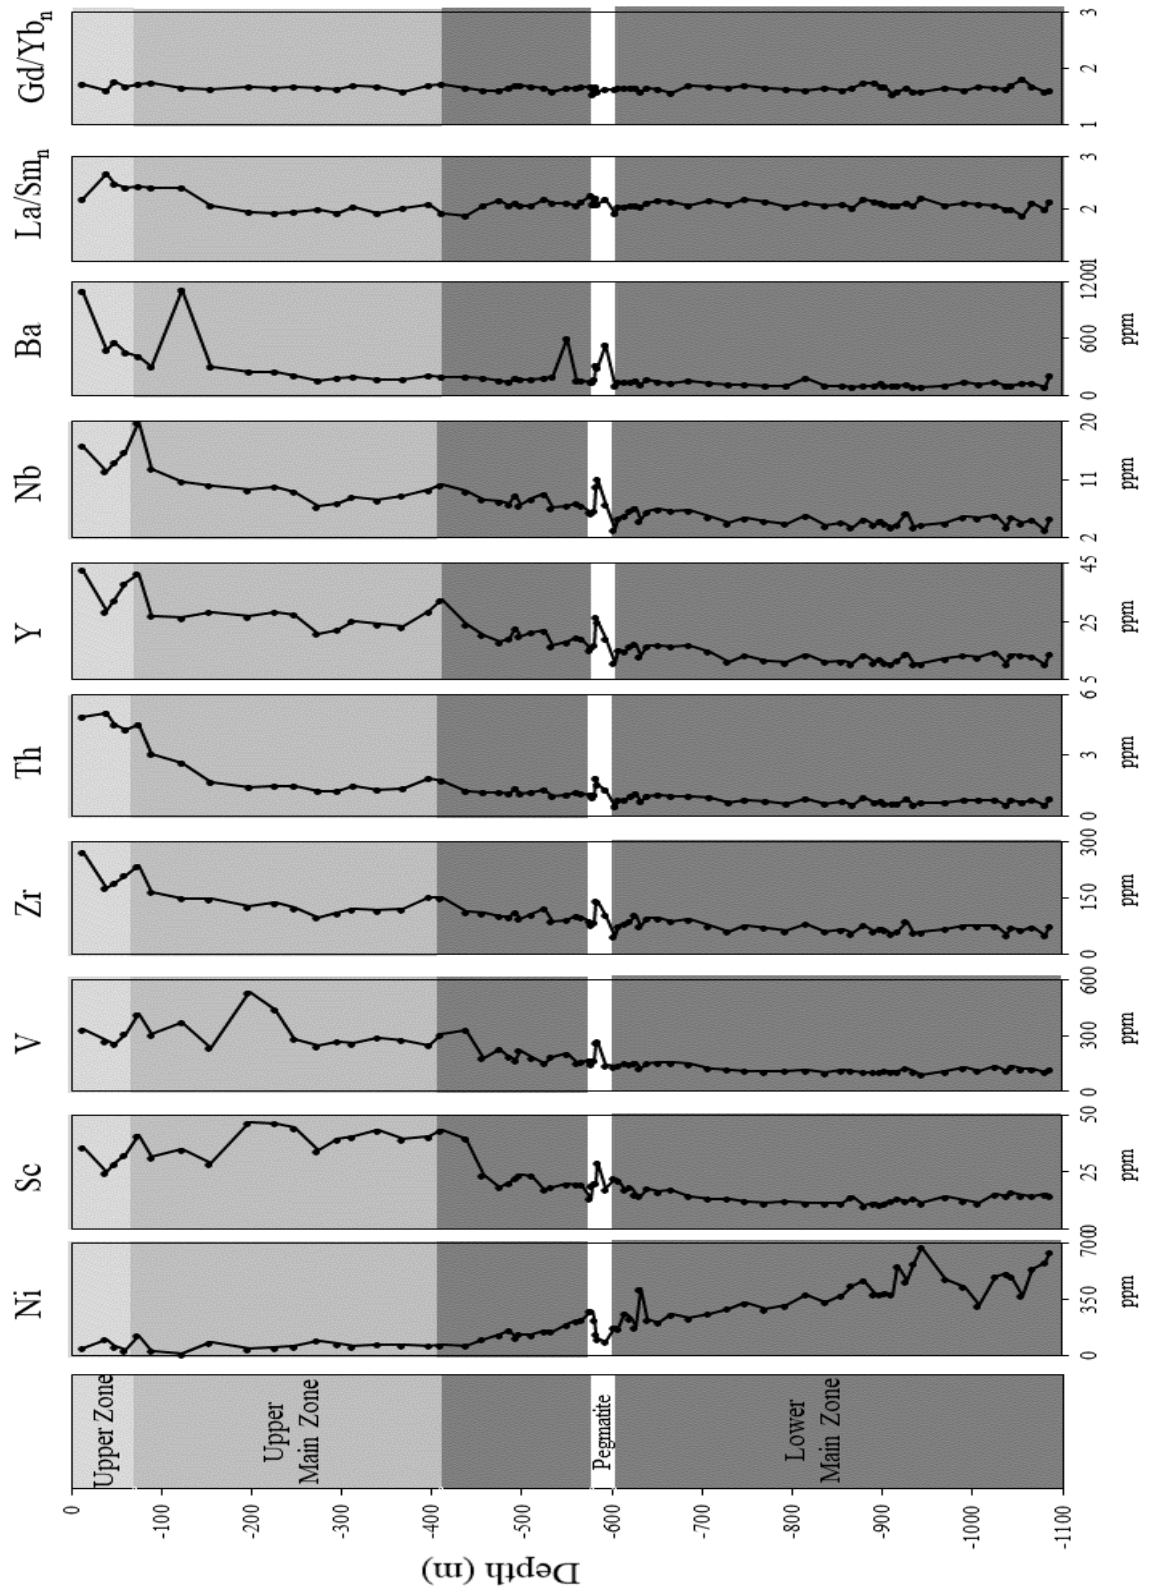 Depth (m)
0
-100
-200
-300
-400
-500
-600
-700
-800
-900
-1000
-1100
Upper Zone
Upper
Main Zone
Pegmatite
Lower
Main Zone
Ni
0
350
700
ppm
Sc
0
25
50
ppm
V
0
300
600
ppm
Zr
0
150
300
ppm
Th
0
3
6
ppm
Y
5
25
45
ppm
Nb
2
11
20
ppm
Ba
0
600
1200
ppm
La/Smn
1
2
3
Gd/Ybn
1
2
3